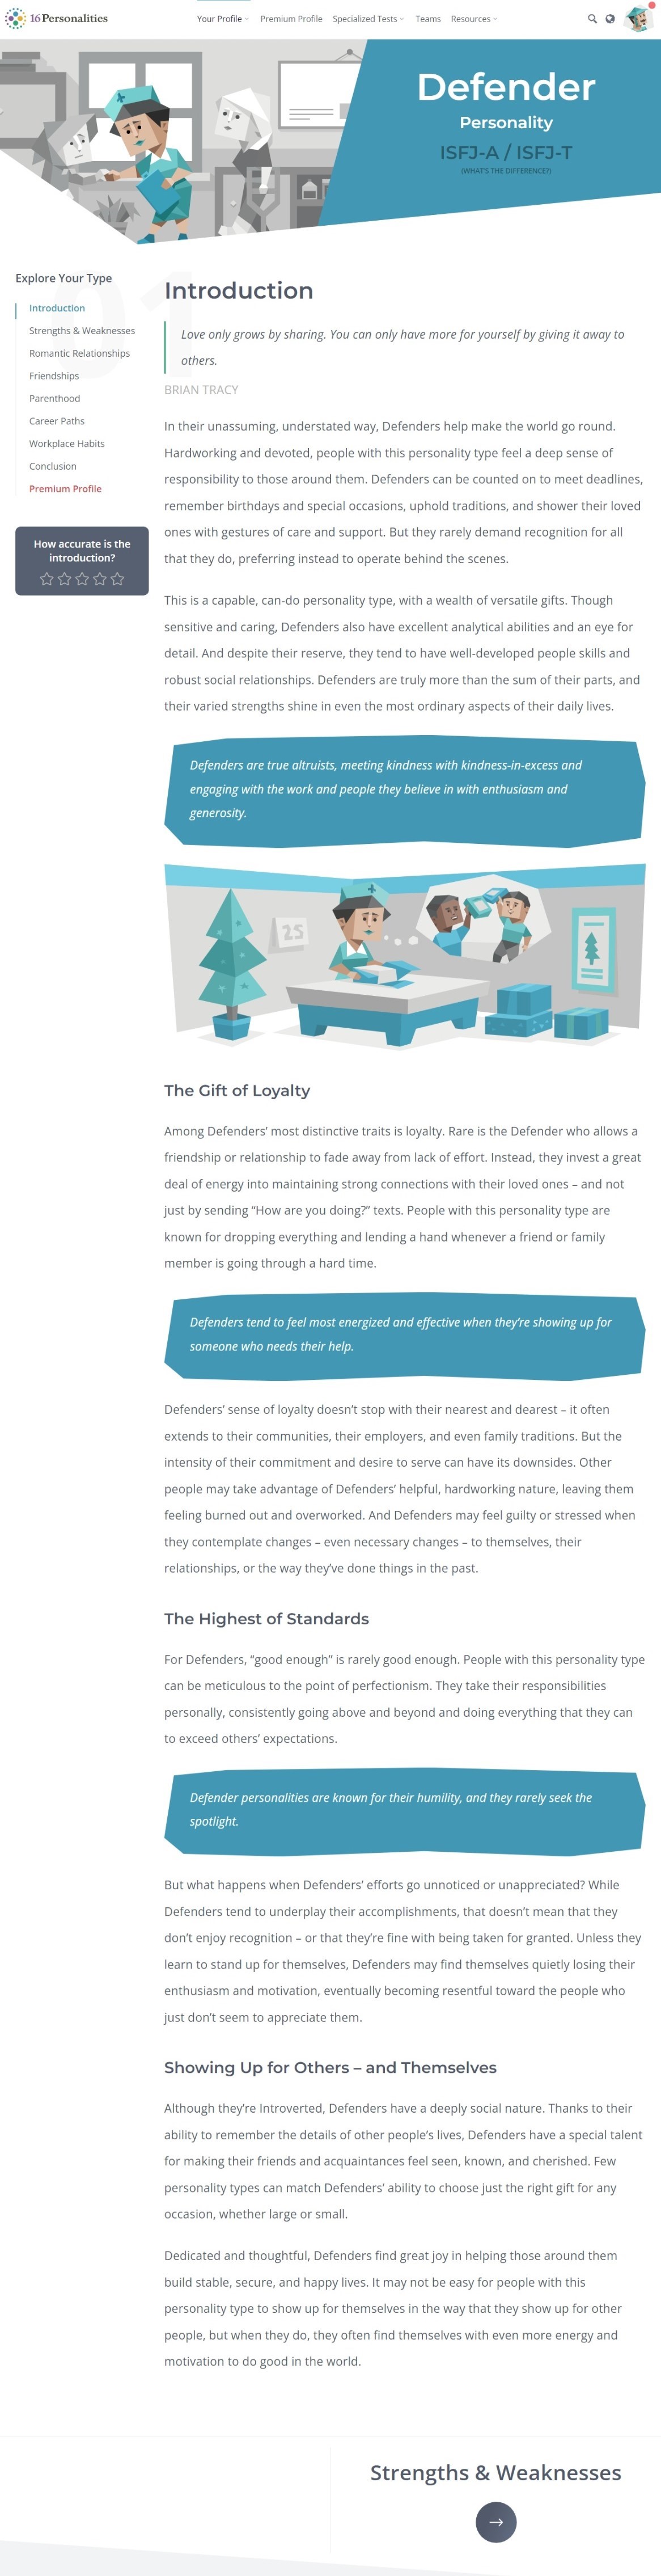 16Personalities
Your Profile
Premium Profile
Specialized Tests
Teams
Resources
Defender
Personality
ISFJ-A / ISFJ-T
(WHAT'S THE DIFFERENCE?)
Explore Your Type
Introduction
Strengths & Weaknesses
Romantic Relationships
Friendships
Parenthood
Career Paths
Workplace Habits
Conclusion
Premium Profile
How accurate is the
introduction?
01
Introduction
Love only grows by sharing. You can only have more for yourself by giving it away to
others.
BRIAN TRACY
In their unassuming, understated way, Defenders help make the world go round.
Hardworking and devoted, people with this personality type feel a deep sense of
responsibility to those around them. Defenders can be counted on to meet deadlines,
remember birthdays and special occasions, uphold traditions, and shower their loved
ones with gestures of care and support. But they rarely demand recognition for all
that they do, preferring instead to operate behind the scenes.
This is a capable, can-do personality type, with a wealth of versatile gifts. Though
sensitive and caring, Defenders also have excellent analytical abilities and an eye for
detail. And despite their reserve, they tend to have well-developed people skills and
robust social relationships. Defenders are truly more than the sum of their parts, and
their varied strengths shine in even the most ordinary aspects of their daily lives.
Defenders are true altruists, meeting kindness with kindness-in-excess and
engaging with the work and people they believe in with enthusiasm and
generosity.
25
The Gift of Loyalty
Among Defenders’ most distinctive traits is loyalty. Rare is the Defender who allows a
friendship or relationship to fade away from lack of effort. Instead, they invest a great
deal of energy into maintaining strong connections with their loved ones – and not
just by sending “How are you doing?” texts. People with this personality type are
known for dropping everything and lending a hand whenever a friend or family
member is going through a hard time.
Defenders tend to feel most energized and effective when they’re showing up for
someone who needs their help.
Defenders’ sense of loyalty doesn’t stop with their nearest and dearest – it often
extends to their communities, their employers, and even family traditions. But the
intensity of their commitment and desire to serve can have its downsides. Other
people may take advantage of Defenders’ helpful, hardworking nature, leaving them
feeling burned out and overworked. And Defenders may feel guilty or stressed when
they contemplate changes – even necessary changes – to themselves, their
relationships, or the way they’ve done things in the past.
The Highest of Standards
For Defenders, “good enough” is rarely good enough. People with this personality type
can be meticulous to the point of perfectionism. They take their responsibilities
personally, consistently going above and beyond and doing everything that they can
to exceed others’ expectations.
Defender personalities are known for their humility, and they rarely seek the
spotlight.
But what happens when Defenders’ efforts go unnoticed or unappreciated? While
Defenders tend to underplay their accomplishments, that doesn’t mean that they
don’t enjoy recognition – or that they’re fine with being taken for granted. Unless they
learn to stand up for themselves, Defenders may find themselves quietly losing their
enthusiasm and motivation, eventually becoming resentful toward the people who
just don’t seem to appreciate them.
Showing Up for Others – and Themselves
Although they’re Introverted, Defenders have a deeply social nature. Thanks to their
ability to remember the details of other people’s lives, Defenders have a special talent
for making their friends and acquaintances feel seen, known, and cherished. Few
personality types can match Defenders’ ability to choose just the right gift for any
occasion, whether large or small.
Dedicated and thoughtful, Defenders find great joy in helping those around them
build stable, secure, and happy lives. It may not be easy for people with this
personality type to show up for themselves in the way that they show up for other
people, but when they do, they often find themselves with even more energy and
motivation to do good in the world.
Strengths & Weaknesses